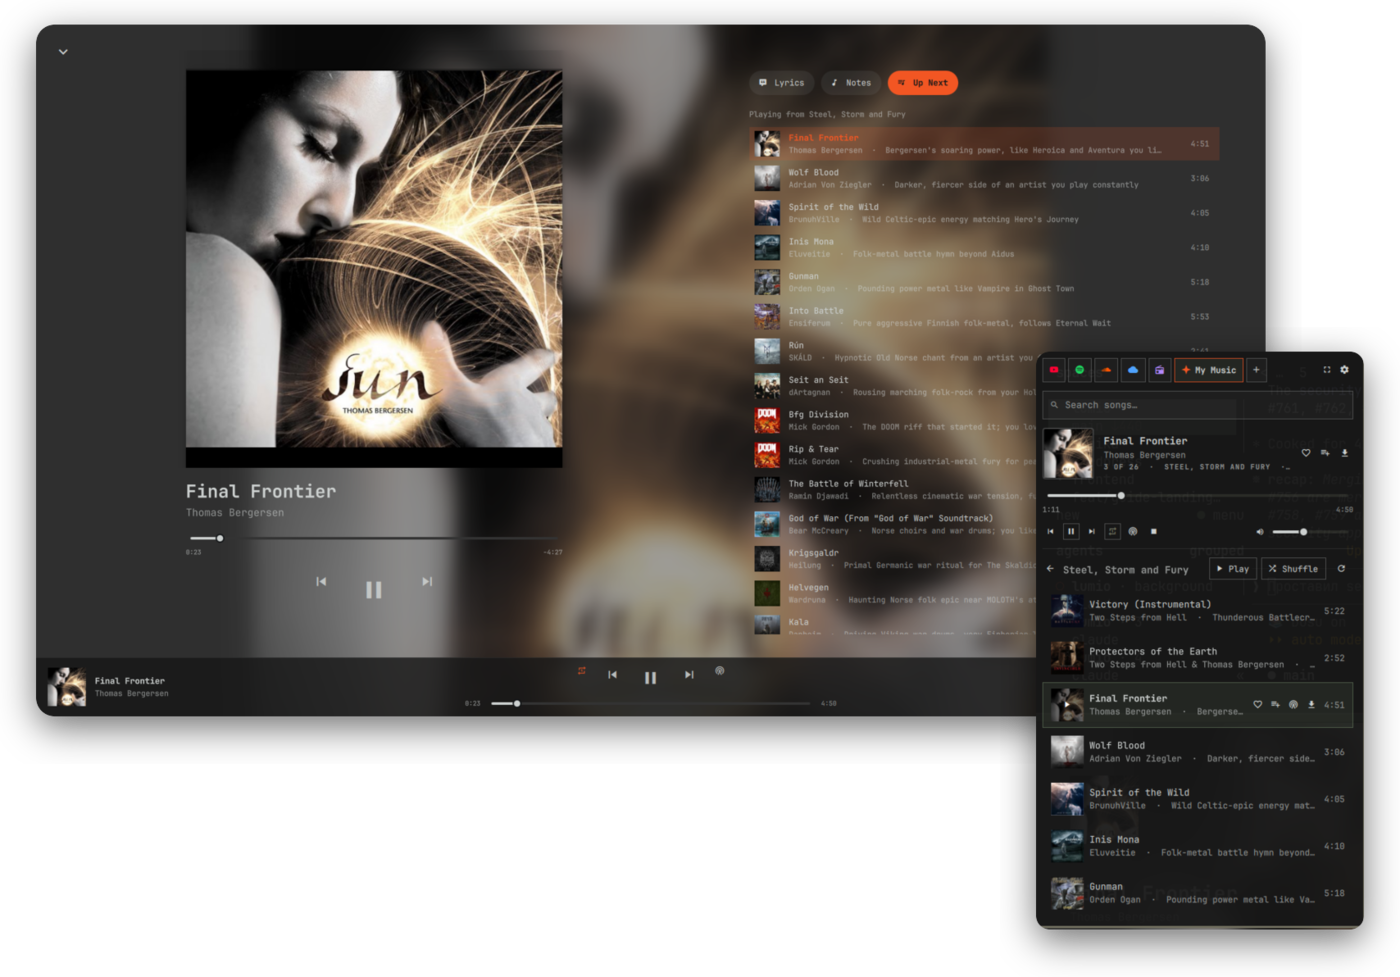 Sun
THOMAS BERGERSEN
Final Frontier
Thomas Bergersen
0:23
-4:27
Lyrics
Notes
Up Next
Playing from Steel, Storm and Fury
Final Frontier
Thomas Bergersen · Bergersen's soaring power, like Heroica and Aventura you li…
4:51
Wolf Blood
Adrian Von Ziegler · Darker, fiercer side of an artist you play constantly
3:06
Spirit of the Wild
BrunuhVille · Wild Celtic-epic energy matching Hero's Journey
4:05
Inis Mona
Eluveitie · Folk-metal battle hymn beyond Aidus
4:10
Gunman
Orden Ogan · Pounding power metal like Vampire in Ghost Town
5:18
Into Battle
Ensiferum · Pure aggressive Finnish folk-metal, follows Eternal Wait
5:53
Rún
SKÁLD · Hypnotic Old Norse chant from an artist you
Seit an Seit
dArtagnan · Rousing marching folk-rock from your
Bfg Division
Mick Gordon · The DOOM riff that started it; you
Rip & Tear
Mick Gordon · Crushing industrial-metal fury for
The Battle of Winterfell
Ramin Djawadi · Relentless cinematic war tension,
God of War (From "God of War" Soundtrack)
Bear McCreary · Norse choirs and war drums; you
Krigsgaldr
Heilung · Primal Germanic war ritual for The
Helvegen
Wardruna · Haunting Norse folk epic near
Kala
Final Frontier
Thomas Bergersen
0:23
4:50
My Music
+
Search songs…
Final Frontier
Thomas Bergersen
3 OF 26 · STEEL, STORM AND FURY ·…
1:11
4:50
Steel, Storm and Fury
Play
Shuffle
Victory (Instrumental)
Two Steps from Hell · Thunderous Battlecr…
5:22
Protectors of the Earth
Two Steps from Hell & Thomas Bergersen · …
2:52
Final Frontier
Thomas Bergersen · Bergerse…
4:51
Wolf Blood
Adrian Von Ziegler · Darker, fiercer side…
3:06
Spirit of the Wild
BrunuhVille · Wild Celtic-epic energy mat…
4:05
Inis Mona
Eluveitie · Folk-metal battle hymn beyond…
4:10
Gunman
Orden Ogan · Pounding power metal like Va…
5:18